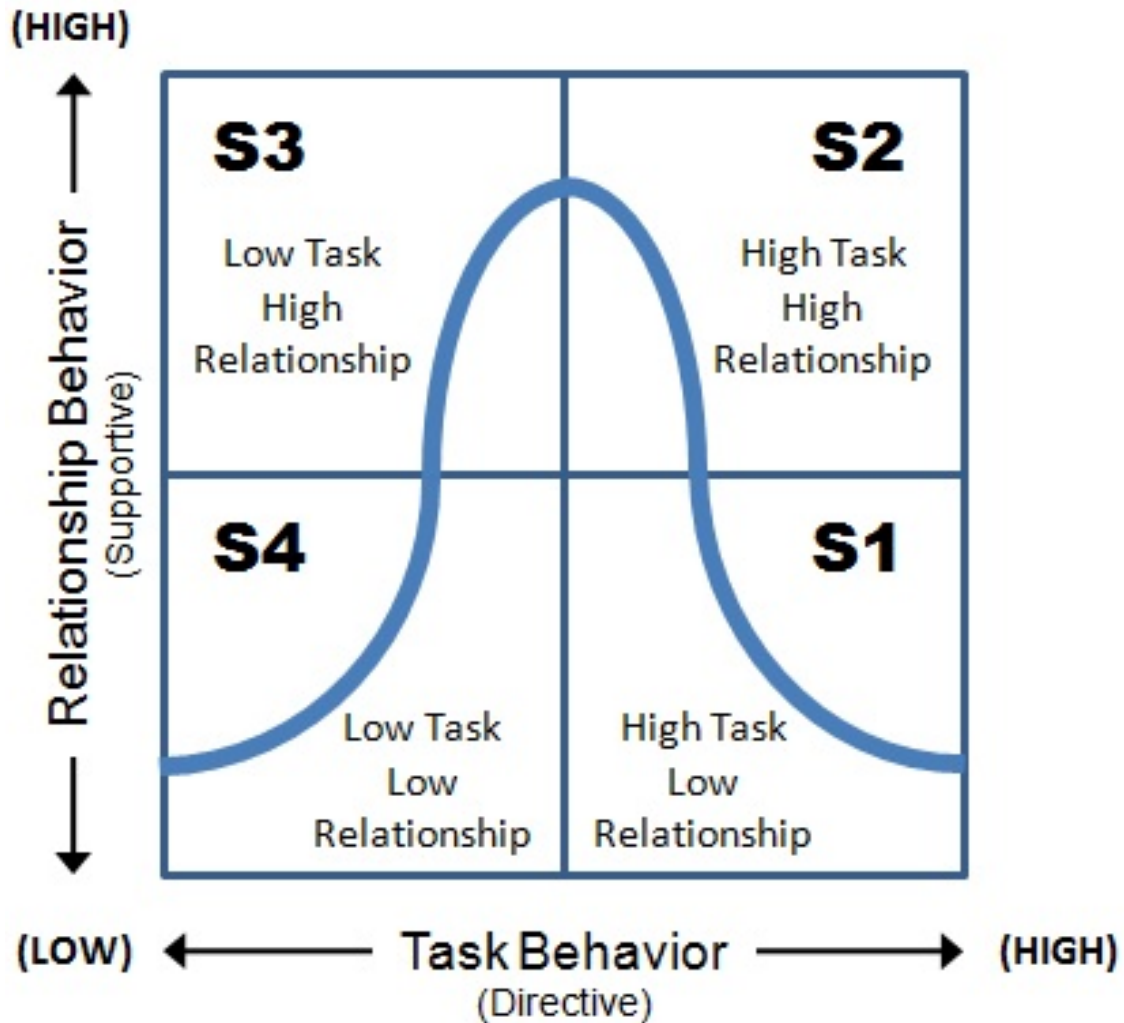 (HIGH)
Relationship Behavior
(Supportive)
S3
Low Task
High
Relationship
S2
High Task
High
Relationship
S4
Low Task
Low
Relationship
S1
High Task
Low
Relationship
(LOW)
Task Behavior
(Directive)
(HIGH)